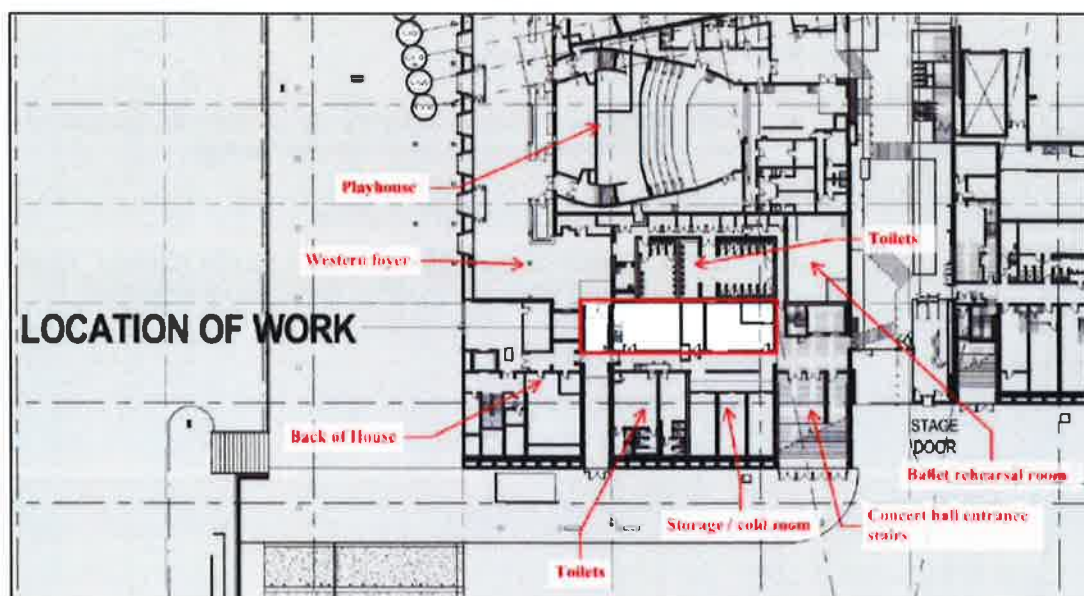 Playhouse
Toilets
Western foyer
LOCATION OF WORK
Back of House
STAGE
DOOR
Ballet rehearsal room
Storage / cold room
Concert hall entrance
stairs
Toilets